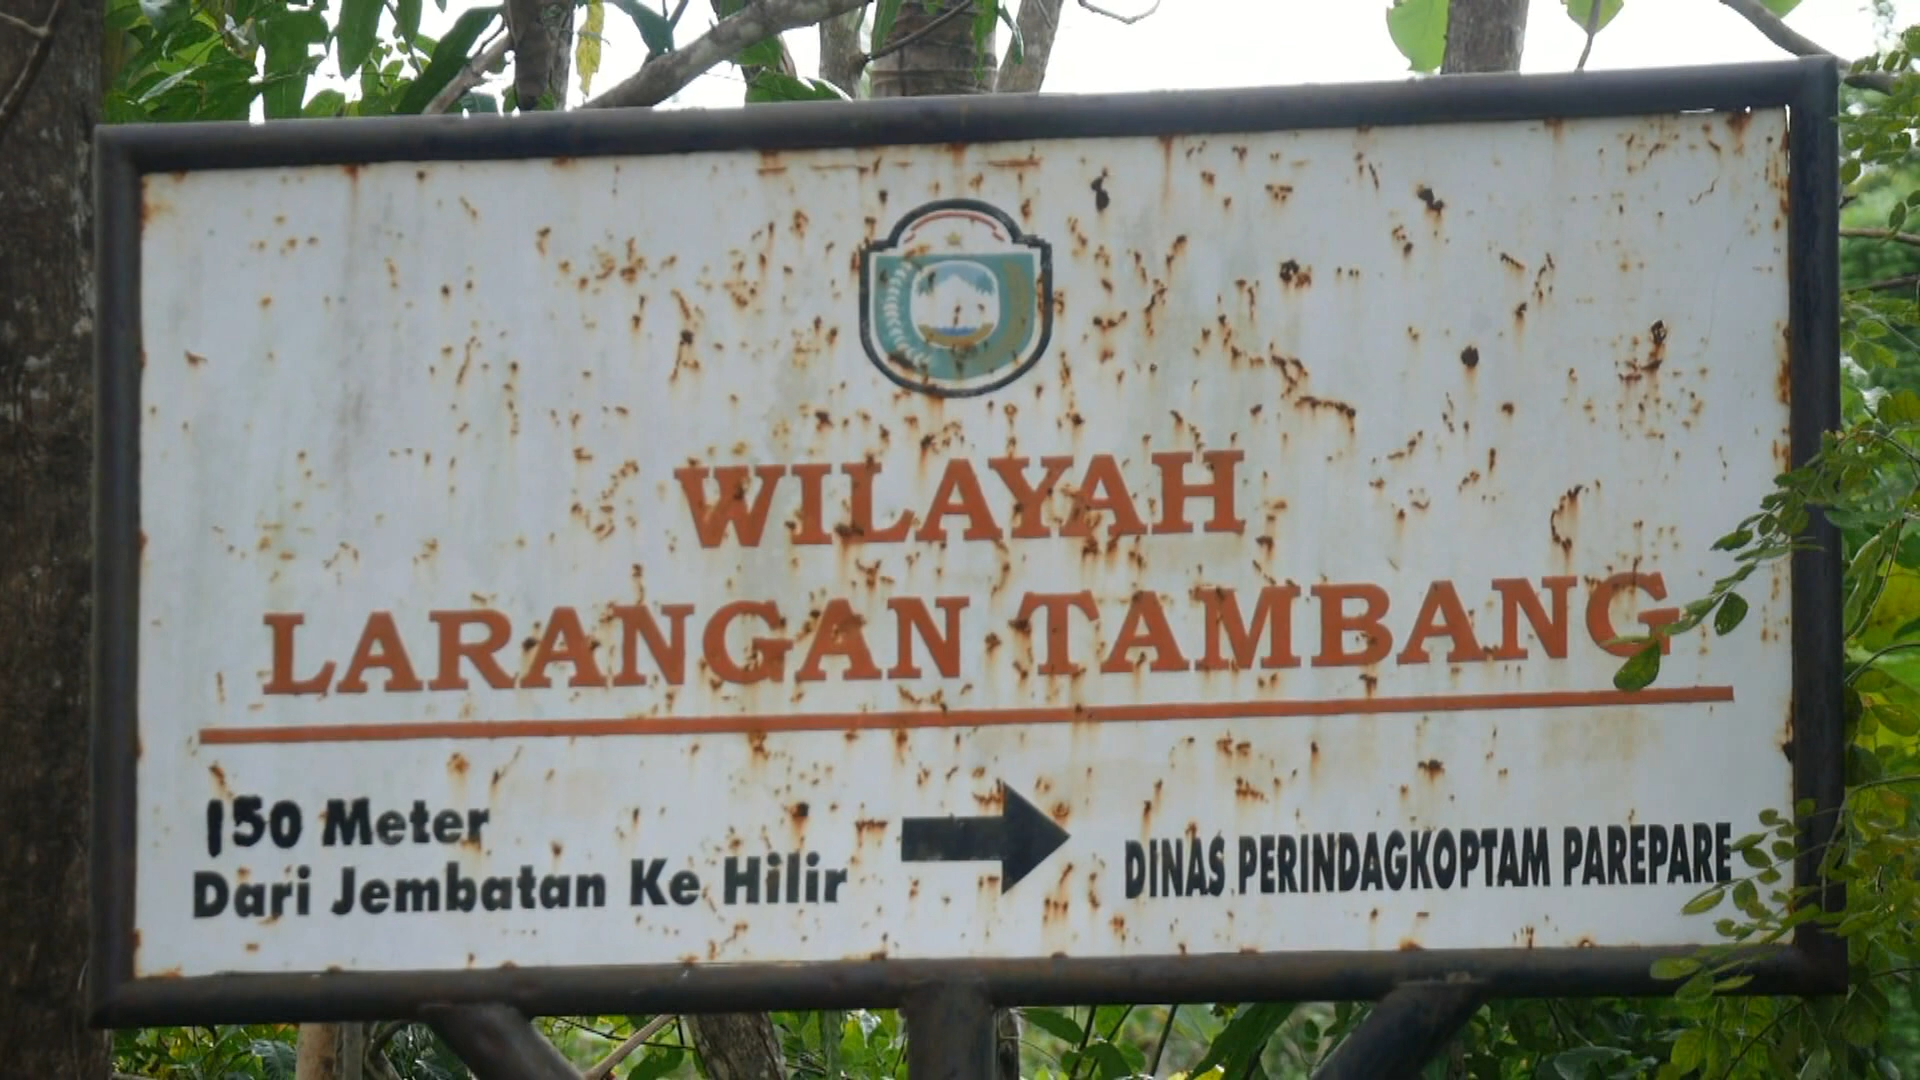 WILAYAH
LARANGAN TAMBANG
150 Meter
Dari Jembatan Ke Hilir
DINAS PERINDAGKOPTAM PAREPARE